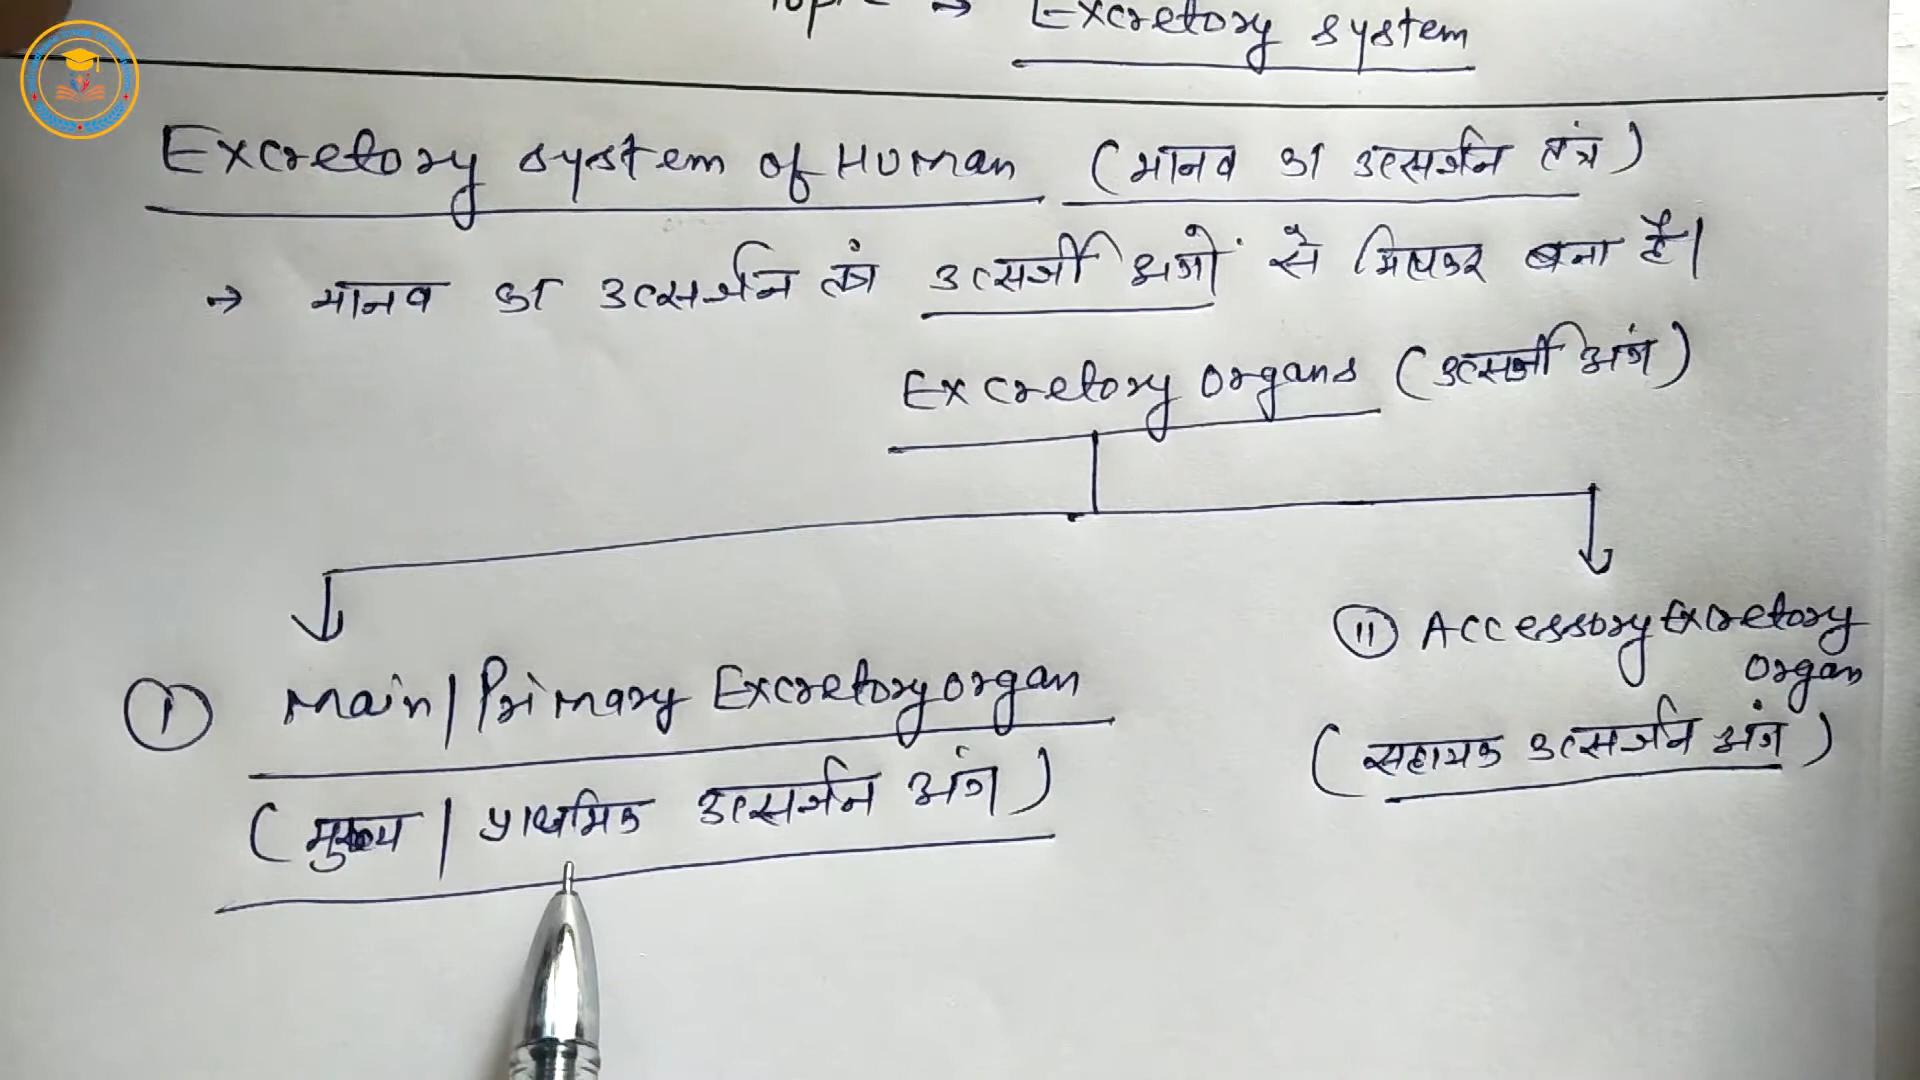 Topic → Excretory system
Excretory system of Human (मानव का उत्सर्जन तंत्र)
→ मानव का उत्सर्जन तंत्र उत्सर्जी अंगों से मिलकर बना है।
Excretory organs (उत्सर्जी अंग)
(I) Main/Primary Excretory organ
(मुख्य/प्राथमिक उत्सर्जन अंग)
(II) Accessory Excretory
organ
(सहायक उत्सर्जन अंग)